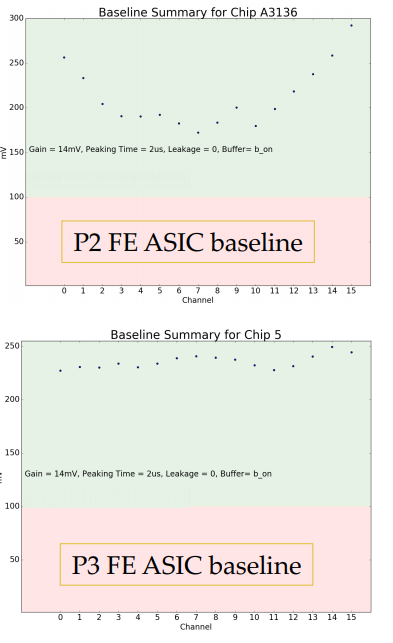 Baseline Summary for Chip A3136
300
250
200
150
mV
Gain = 14mV, Peaking Time = 2us, Leakage = 0, Buffer= b_on
100
P2 FE ASIC baseline
50
0 1 2 3 4 5 6 7 8 9 10 11 12 13 14 15
Channel
Baseline Summary for Chip 5
250
200
150
Gain = 14mV, Peaking Time = 2us, Leakage = 0, Buffer= b_on
100
P3 FE ASIC baseline
50
0 1 2 3 4 5 6 7 8 9 10 11 12 13 14 15
Channel